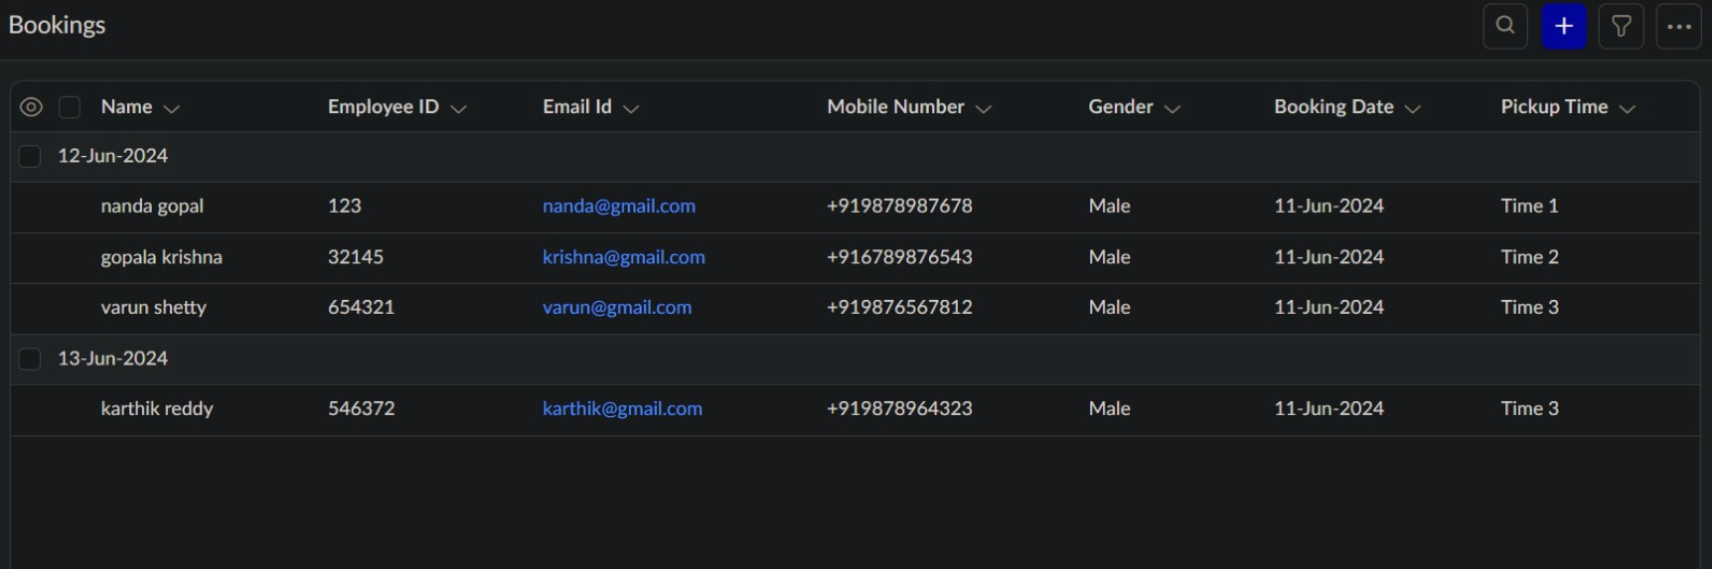 Bookings
Name Employee ID Email Id Mobile Number Gender Booking Date Pickup Time
12-Jun-2024
nanda gopal 123 nanda@gmail.com +919878987678 Male 11-Jun-2024 Time 1
gopala krishna 32145 krishna@gmail.com +916789876543 Male 11-Jun-2024 Time 2
varun shetty 654321 varun@gmail.com +919876567812 Male 11-Jun-2024 Time 3
13-Jun-2024
karthik reddy 546372 karthik@gmail.com +919878964323 Male 11-Jun-2024 Time 3